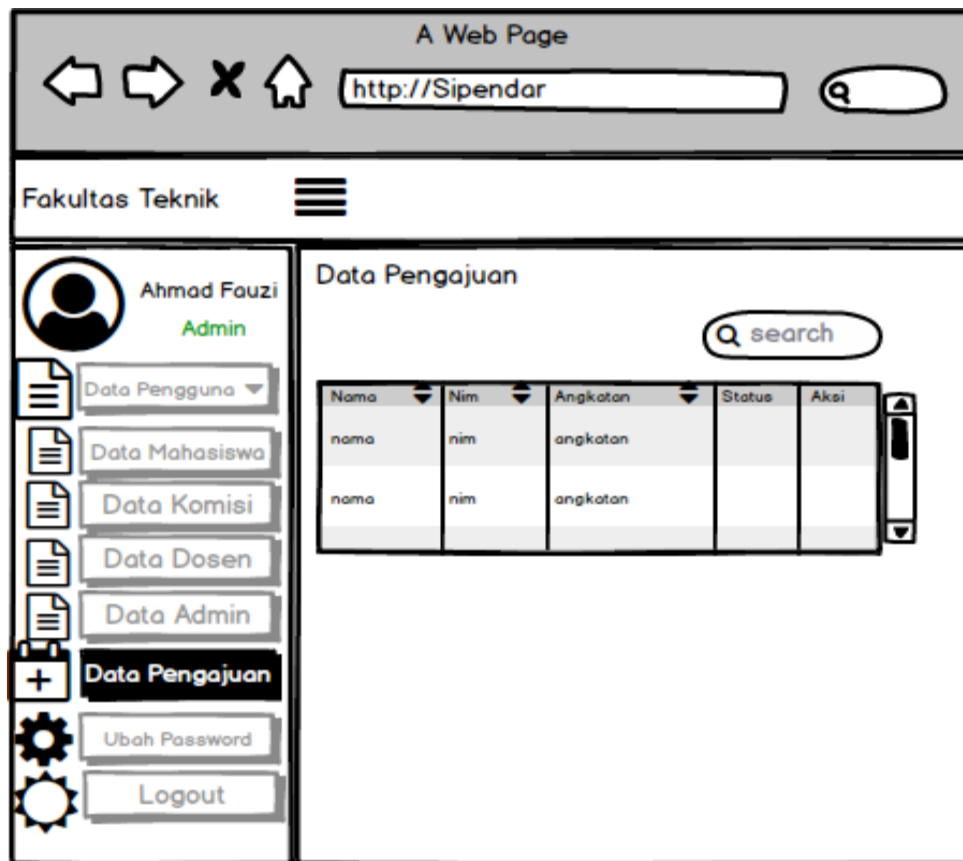 A Web Page
http://Sipendar
Fakultas Teknik
Ahmad Fauzi
Admin
Data Pengguna
Data Mahasiswa
Data Komisi
Data Dosen
Data Admin
Data Pengajuan
Ubah Password
Logout
Data Pengajuan
search
Nama Nim Angkatan Status Aksi
nama nim angkatan
nama nim angkatan